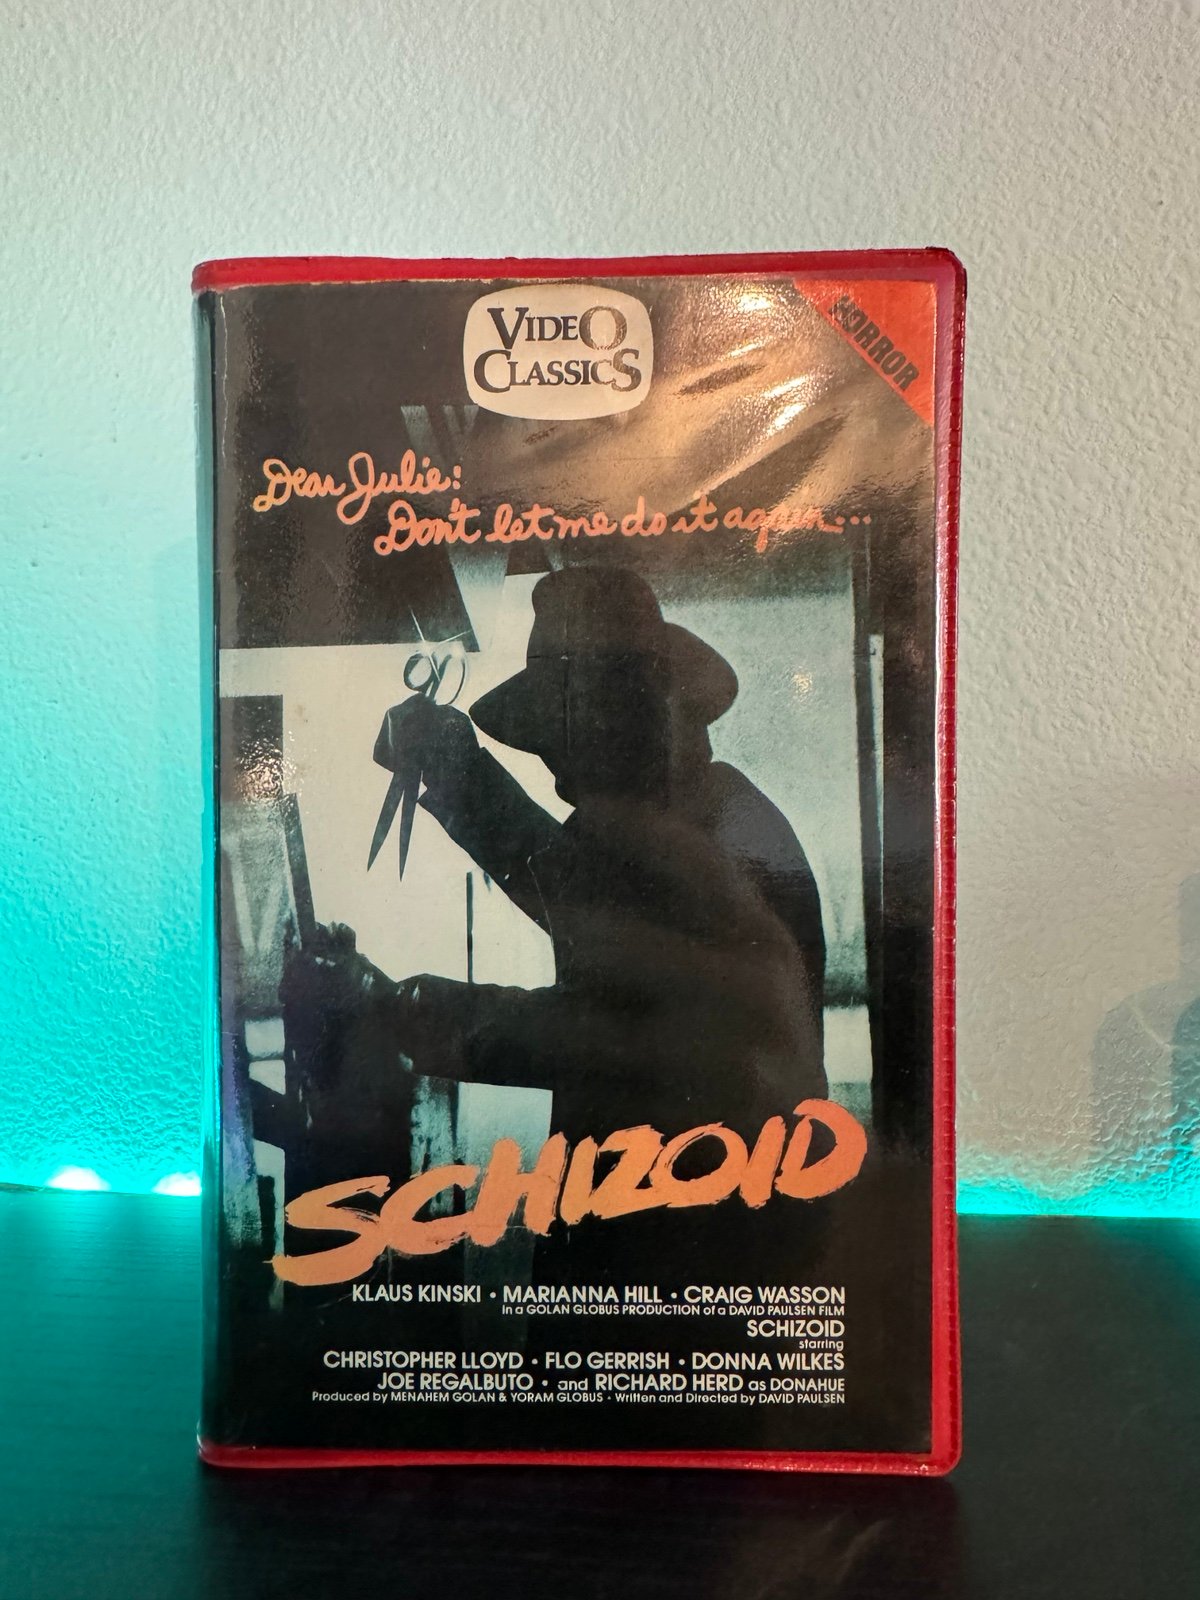 VIDEO
CLASSICS
HORROR
Dear Julie:
Don't let me do it again...
SCHIZOID
KLAUS KINSKI • MARIANNA HILL • CRAIG WASSON
in a GOLAN GLOBUS PRODUCTION of a DAVID PAULSEN FILM
SCHIZOID
starring
CHRISTOPHER LLOYD • FLO GERRISH • DONNA WILKES
JOE REGALBUTO • and RICHARD HERD as DONAHUE
Produced by MENAHEM GOLAN & YORAM GLOBUS • Written and Directed by DAVID PAULSEN